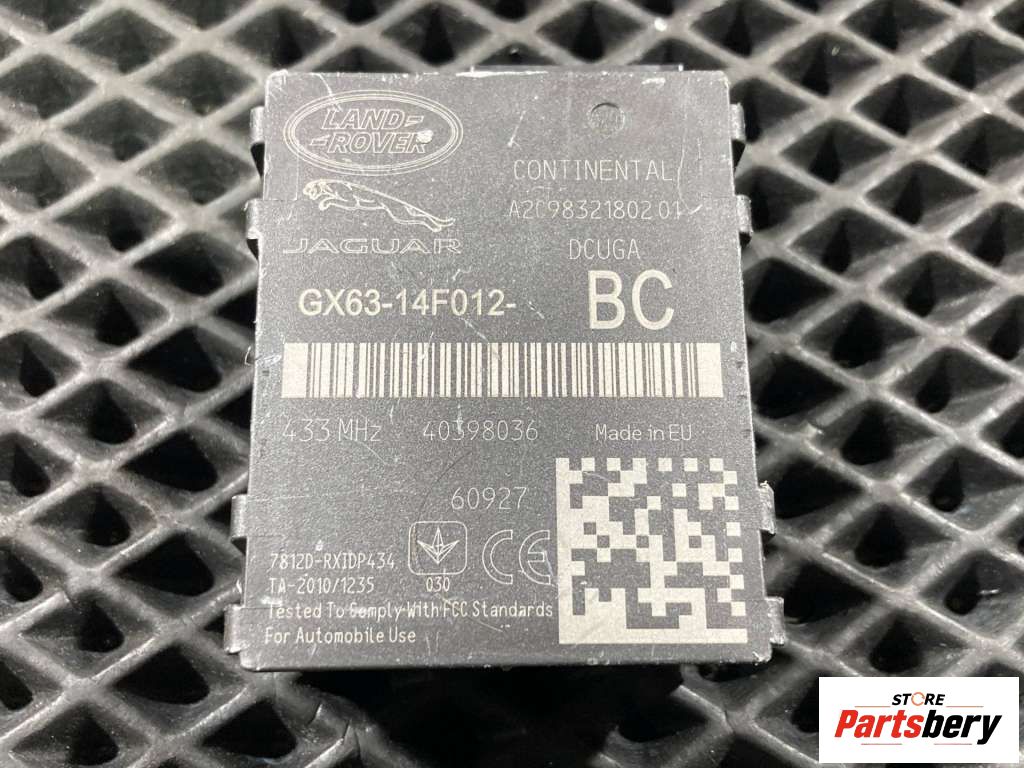 LAND-
-ROVER
CONTINENTAL
A2C98321802 01
JAGUAR
DCUGA
GX63-14F012-
BC
433 MHz
40398036
Made in EU
60927
7812D-RXIDP434
TA-2010/1235
030
CE
Tested To Comply With FCC Standards
For Automobile Use
STORE
Partsbery